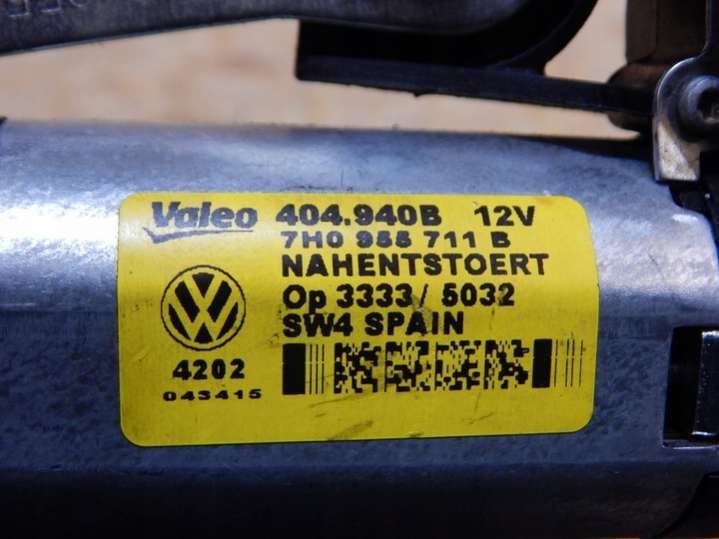 Valeo 404.940B 12V
7H0 955 711 B
NAHENTSTOERT
Op 3333/ 5032
SW4 SPAIN
4202
043415